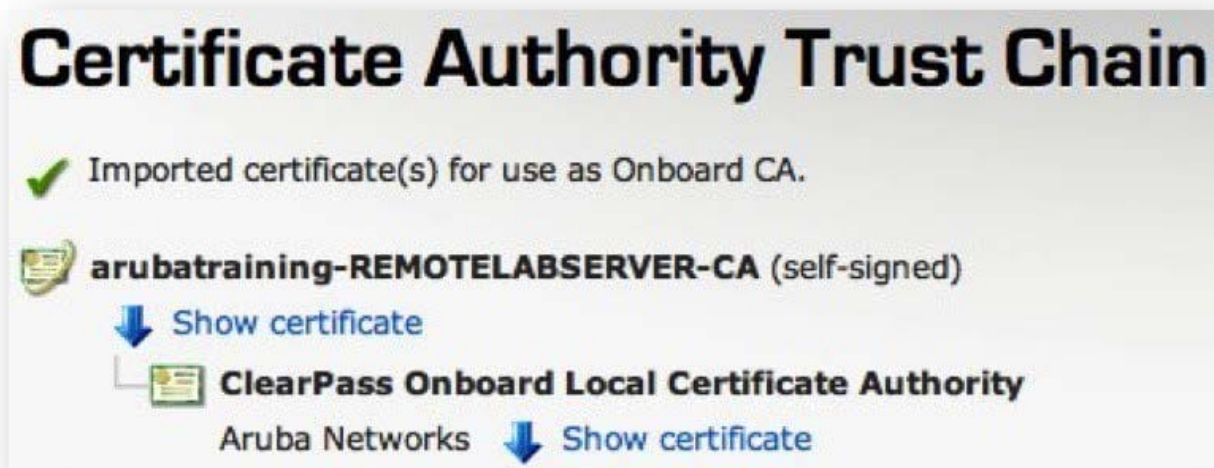 Certificate Authority Trust Chain
Imported certificate(s) for use as Onboard CA.
arubatraining-REMOTELABSERVER-CA (self-signed)
Show certificate
ClearPass Onboard Local Certificate Authority
Aruba Networks Show certificate